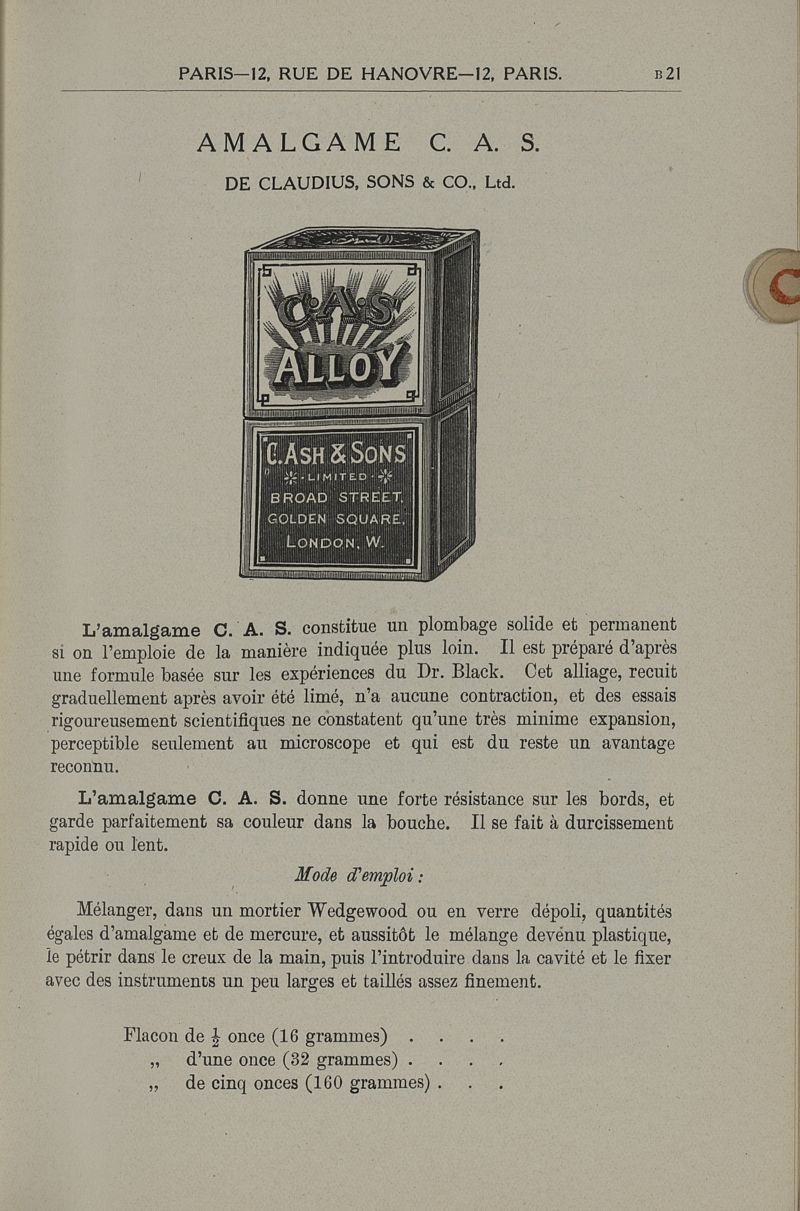 PARIS—12, RUE DE HANOVRE—12, PARIS. B 21
AMALGAME C. A. S.
DE CLAUDIUS, SONS & CO., Ltd.
C.A.S
ALLOY
C.ASH & SONS
LIMITED
BROAD STREET,
GOLDEN SQUARE,
LONDON, W.
C
L'amalgame C. A. S. constitue un plombage solide et permanent
si on l'emploie de la manière indiquée plus loin. Il est préparé d'après
une formule basée sur les expériences du Dr. Black. Cet alliage, recuit
graduellement après avoir été limé, n'a aucune contraction, et des essais
rigoureusement scientifiques ne constatent qu'une très minime expansion,
perceptible seulement au microscope et qui est du reste un avantage
reconnu.
L'amalgame C. A. S. donne une forte résistance sur les bords, et
garde parfaitement sa couleur dans la bouche. Il se fait à durcissement
rapide ou lent.
Mode d'emploi :
Mélanger, dans un mortier Wedgewood ou en verre dépoli, quantités
égales d'amalgame et de mercure, et aussitôt le mélange devenu plastique,
le pétrir dans le creux de la main, puis l'introduire dans la cavité et le fixer
avec des instruments un peu larges et taillés assez finement.
Flacon de ½ once (16 grammes) . . . .
„ d'une once (32 grammes) . . . .
„ de cinq onces (160 grammes) . . .